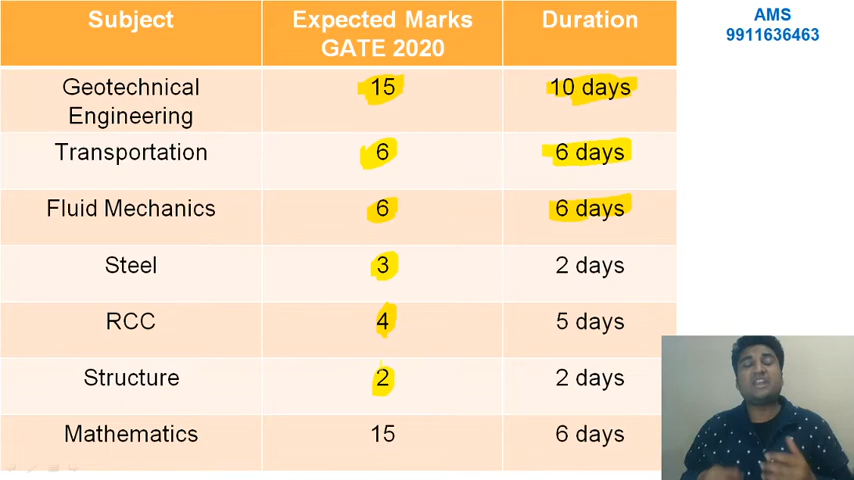 Subject
Expected Marks
GATE 2020
Duration
AMS
9911636463
Geotechnical
Engineering
15
10 days
Transportation
6
6 days
Fluid Mechanics
6
6 days
Steel
3
2 days
RCC
4
5 days
Structure
2
2 days
Mathematics
15
6 days